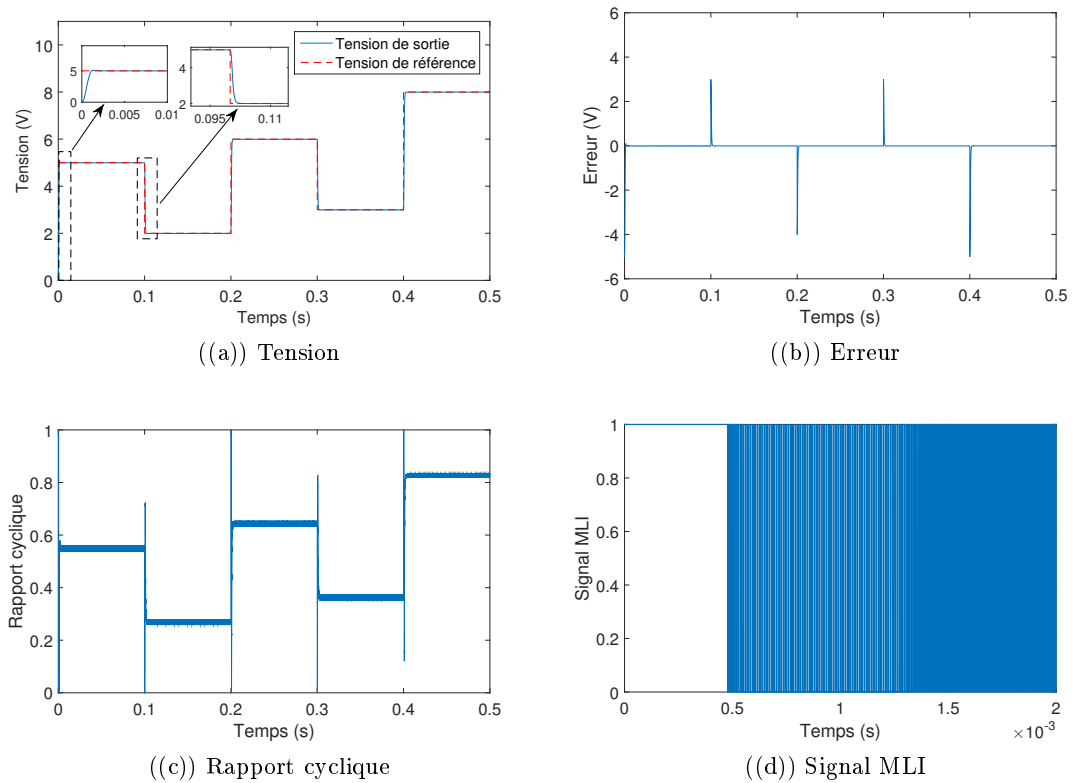 Tension (V)
10
8
6
4
2
0
Tension de sortie
Tension de référence
5
0
0 0.005 0.01
4
2
0.095 0.11
0 0.1 0.2 0.3 0.4 0.5
Temps (s)
((a)) Tension
Erreur (V)
6
4
2
0
-2
-4
-6
0 0.1 0.2 0.3 0.4 0.5
Temps (s)
((b)) Erreur
Rapport cyclique
1
0.8
0.6
0.4
0.2
0
0 0.1 0.2 0.3 0.4 0.5
Temps (s)
((c)) Rapport cyclique
Signal MLI
1
0.8
0.6
0.4
0.2
0
0 0.5 1 1.5 2
Temps (s)
×10⁻³
((d)) Signal MLI